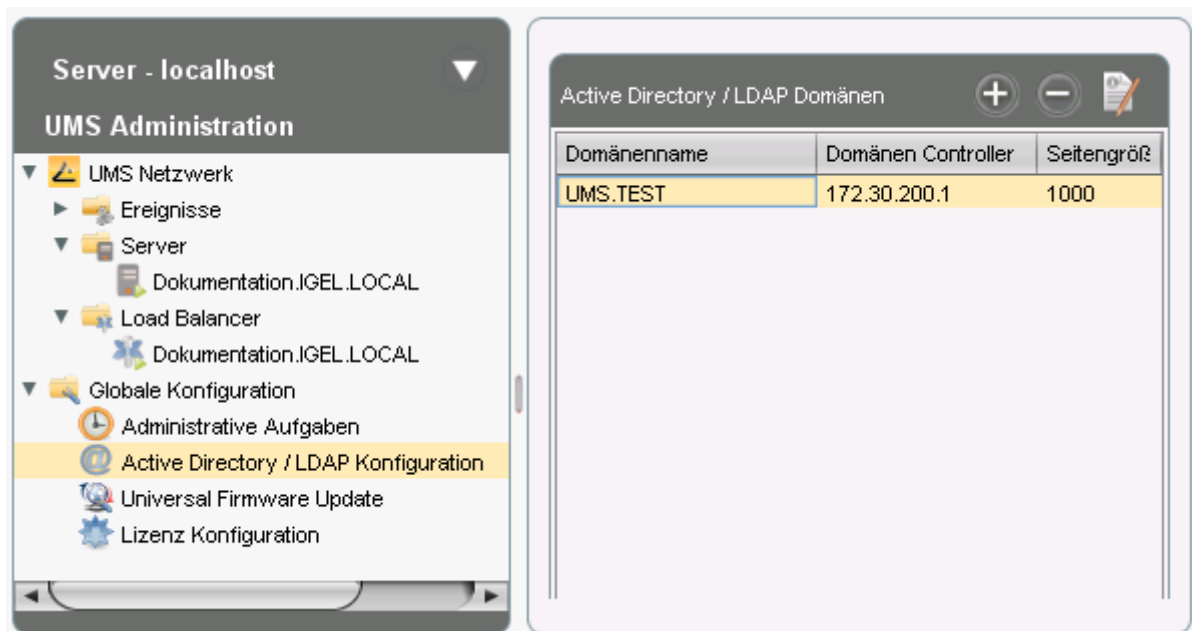 Server - localhost
UMS Administration
UMS Netzwerk
Ereignisse
Server
Dokumentation.IGEL.LOCAL
Load Balancer
Dokumentation.IGEL.LOCAL
Globale Konfiguration
Administrative Aufgaben
Active Directory / LDAP Konfiguration
Universal Firmware Update
Lizenz Konfiguration
Active Directory / LDAP Domänen
Domänenname Domänen Controller Seitengröß
UMS.TEST 172.30.200.1 1000